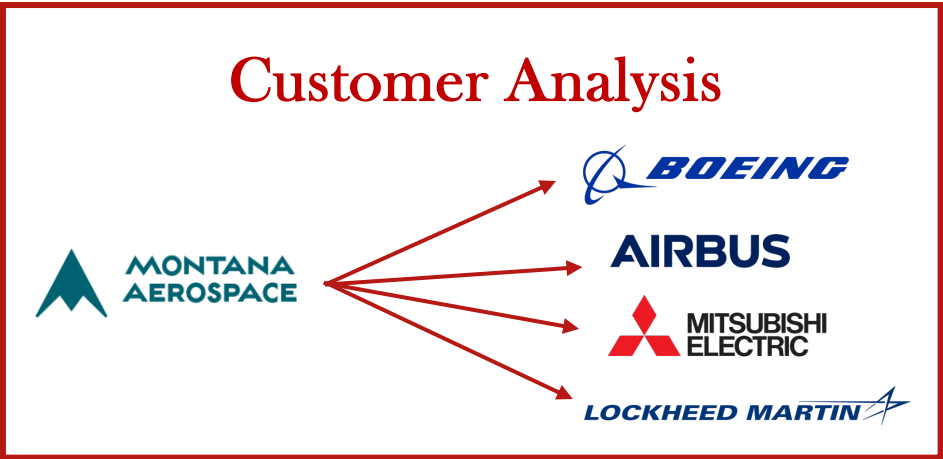 Customer Analysis
BOEING
AIRBUS
MONTANA
AEROSPACE
MITSUBISHI
ELECTRIC
LOCKHEED MARTIN